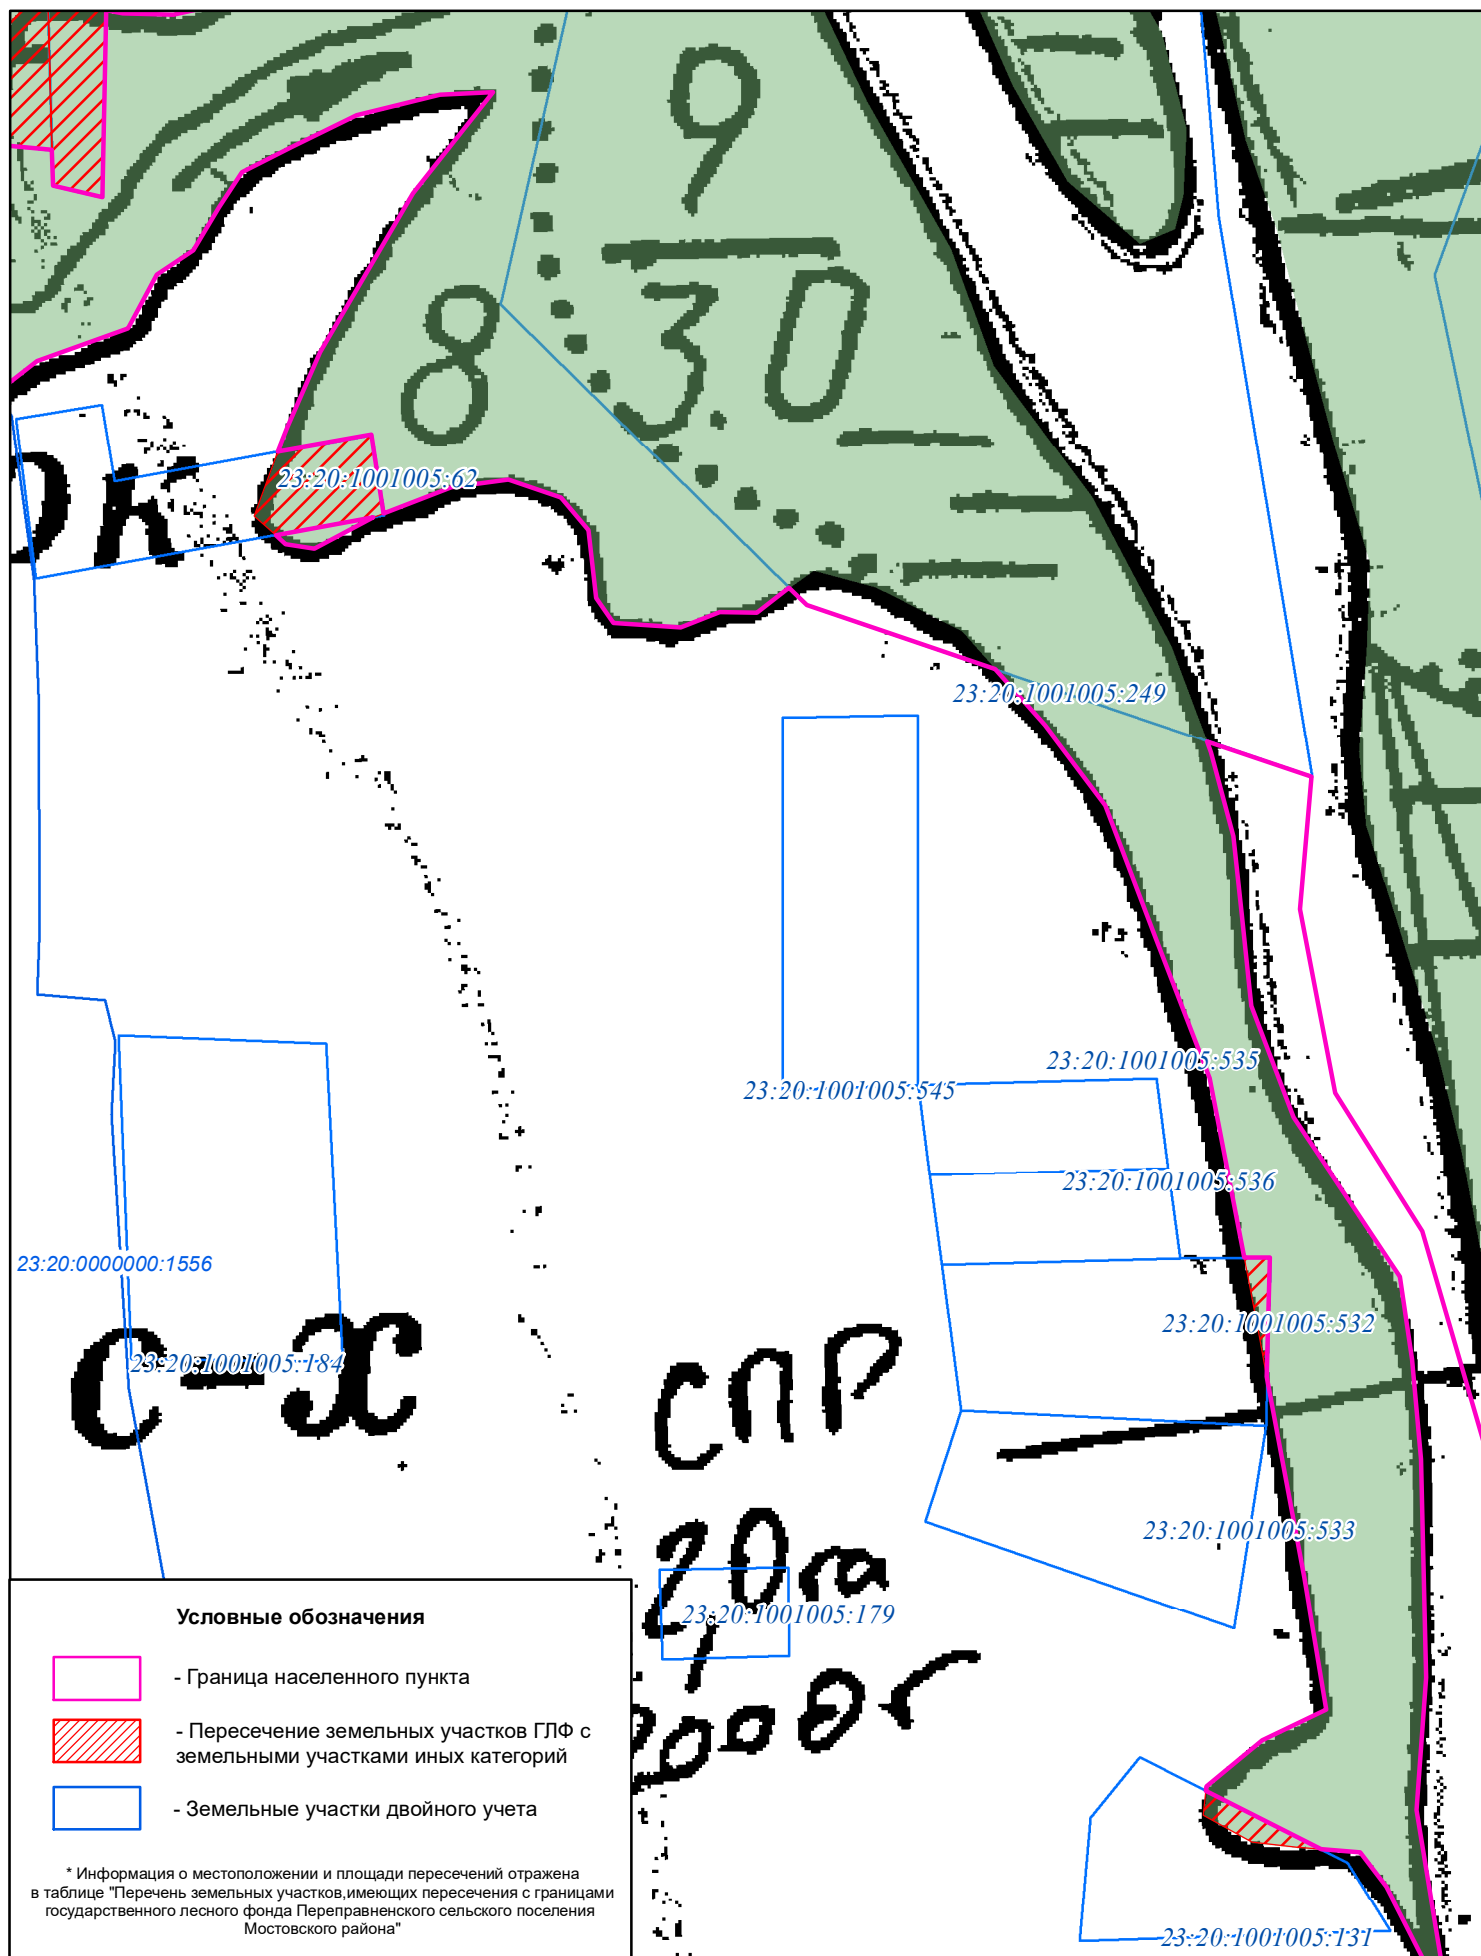 9
30
8
ОК
23:20:1001005:62
23:20:1001005:249
23:20:1001005:535
23:20:1001005:545
23:20:1001005:536
23:20:0000000:1556
23:20:1001005:532
23:20:1001005:184
С-Х
СПР
23:20:1001005:533
2,0га
23:20:1001005:179
2008г
23:20:1001005:131
Условные обозначения
- Граница населенного пункта
- Пересечение земельных участков ГЛФ с
земельными участками иных категорий
- Земельные участки двойного учета
* Информация о местоположении и площади пересечений отражена
в таблице "Перечень земельных участков,имеющих пересечения с границами
государственного лесного фонда Переправненского сельского поселения
Мостовского района"